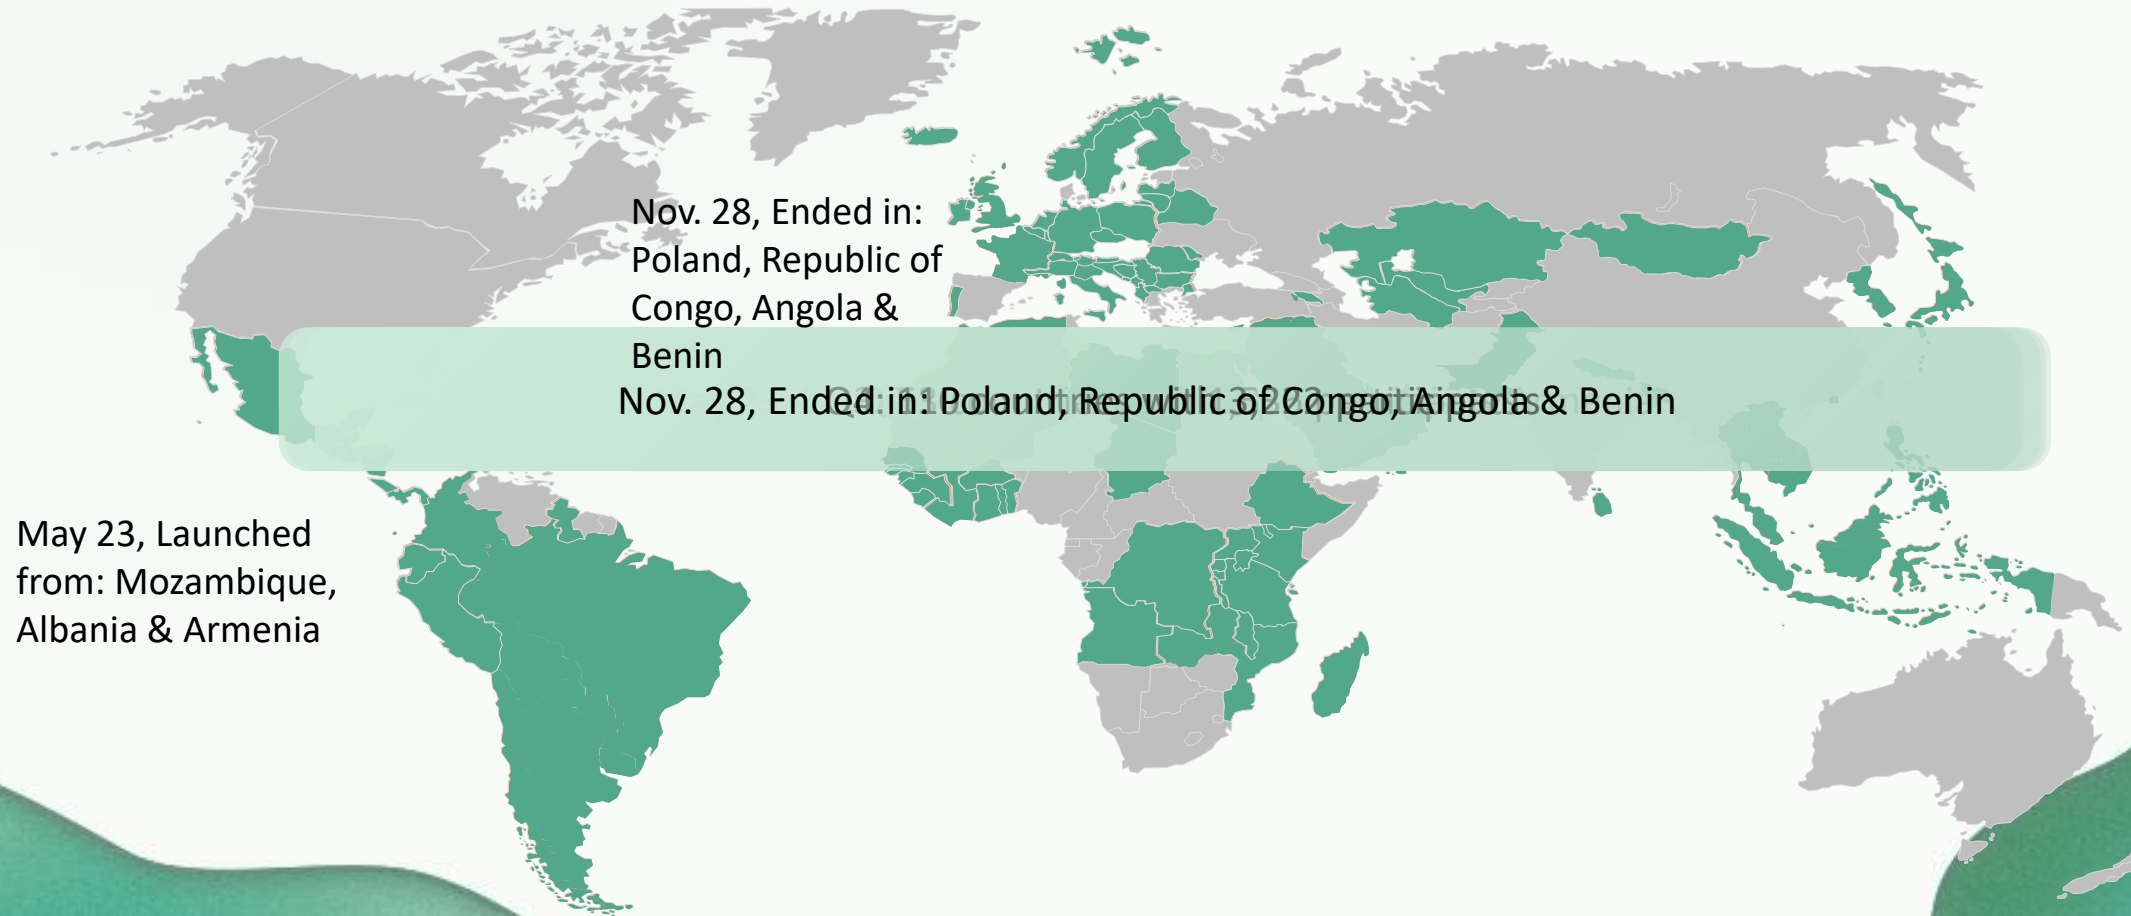 Nov. 28, Ended in:
Poland, Republic of
Congo, Angola &
Benin
Nov. 28, Ended in: Poland, Republic of Congo, Angola & Benin
May 23, Launched
from: Mozambique,
Albania & Armenia